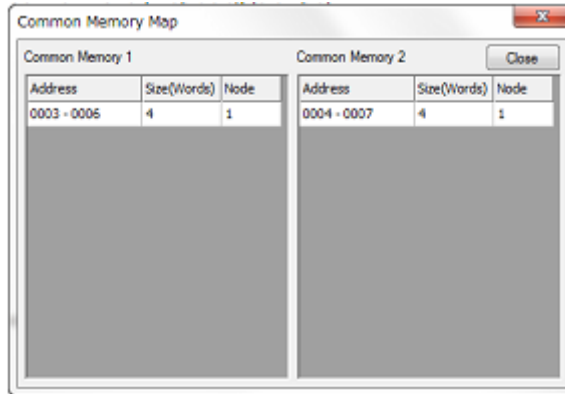 Common Memory Map
Common Memory 1
Address Size(Words) Node
0003 - 0006 4 1
Common Memory 2 Close
Address Size(Words) Node
0004 - 0007 4 1